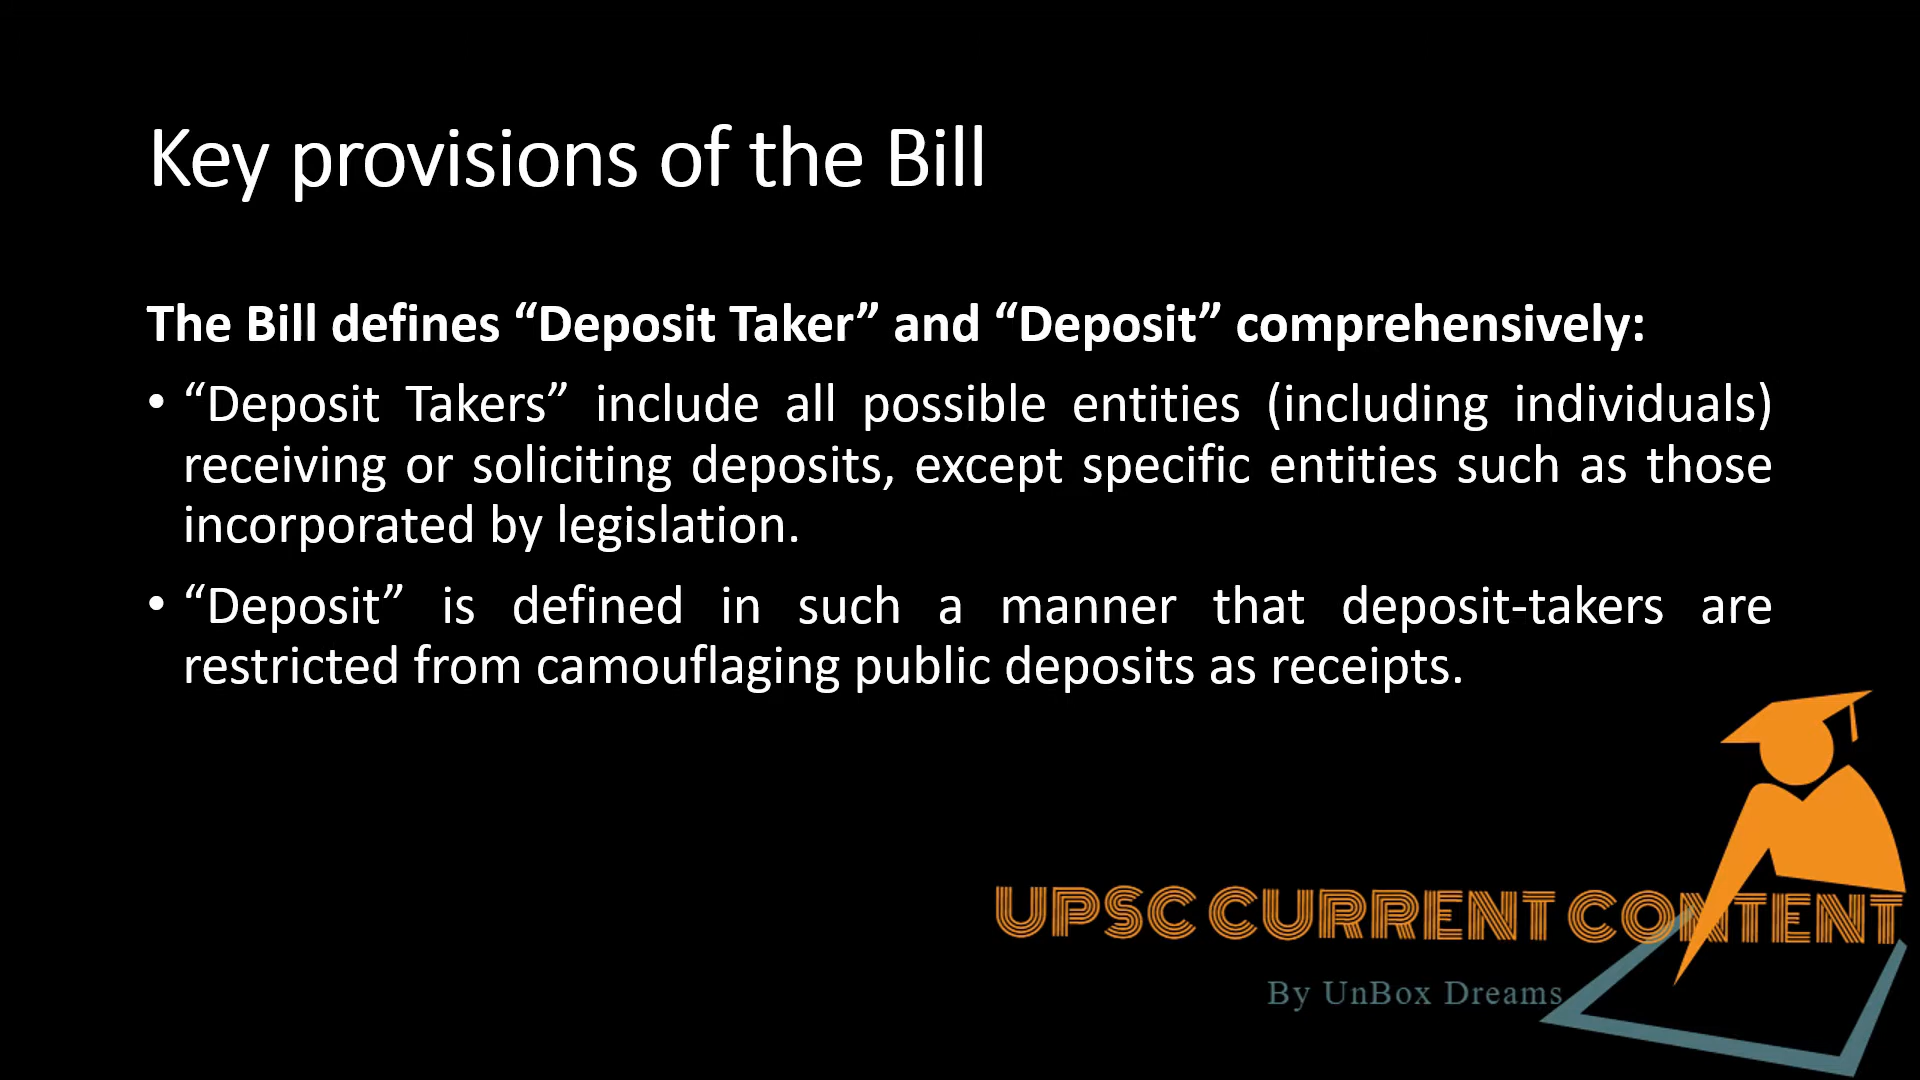 Key provisions of the Bill
The Bill defines “Deposit Taker” and “Deposit” comprehensively:
• “Deposit Takers” include all possible entities (including individuals)
receiving or soliciting deposits, except specific entities such as those
incorporated by legislation.
• “Deposit” is defined in such a manner that deposit-takers are
restricted from camouflaging public deposits as receipts.
UPSC CURRENT CONTENT
By UnBox Dreams